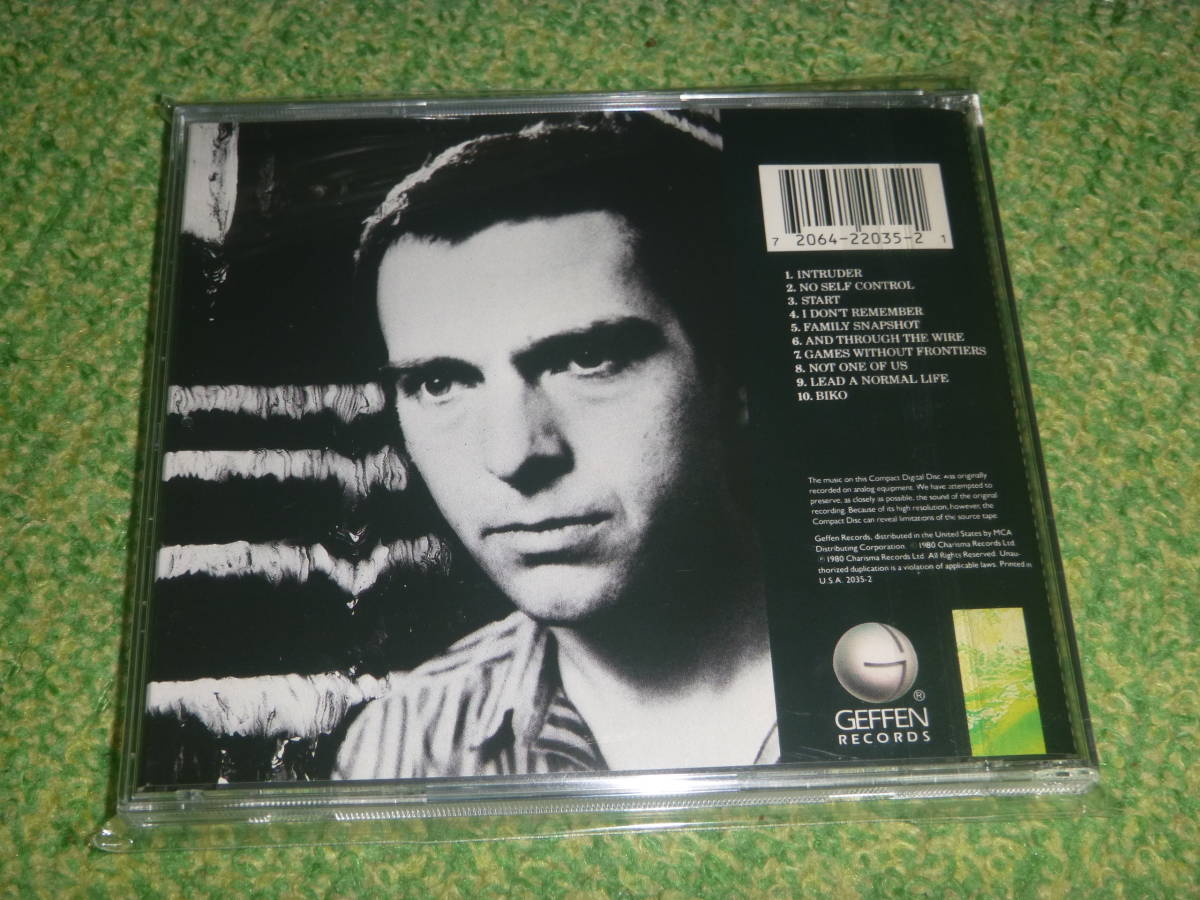 7 2064-22035-2 1
1. INTRUDER
2. NO SELF CONTROL
3. START
4. I DON'T REMEMBER
5. FAMILY SNAPSHOT
6. AND THROUGH THE WIRE
7. GAMES WITHOUT FRONTIERS
8. NOT ONE OF US
9. LEAD A NORMAL LIFE
10. BIKO
The music on this Compact Digital Disc was originally
recorded on analog equipment. We have attempted to
preserve, as closely as possible, the sound of the original
recording. Because of its high resolution, however, the
Compact Disc can reveal limitations of the source tape.
Geffen Records, distributed in the United States by MCA
Distributing Corporation. © 1980 Charisma Records Ltd.
℗ 1980 Charisma Records Ltd. All Rights Reserved. Unau-
thorized duplication is a violation of applicable laws. Printed in
U.S.A. 2035-2
G
®
GEFFEN
RECORDS